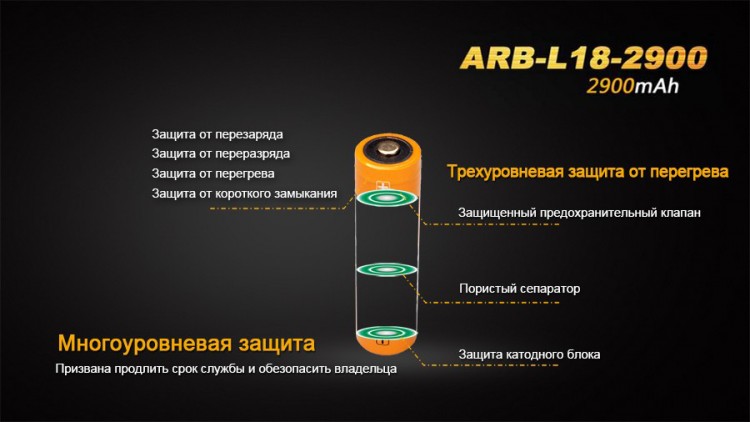 ARB-L18-2900
2900mAh
Защита от перезаряда
Защита от переразряда
Защита от перегрева
Защита от короткого замыкания
Трехуровневая защита от перегрева
Защищенный предохранительный клапан
Пористый сепаратор
Защита катодного блока
Многоуровневая защита
Призвана продлить срок службы и обезопасить владельца